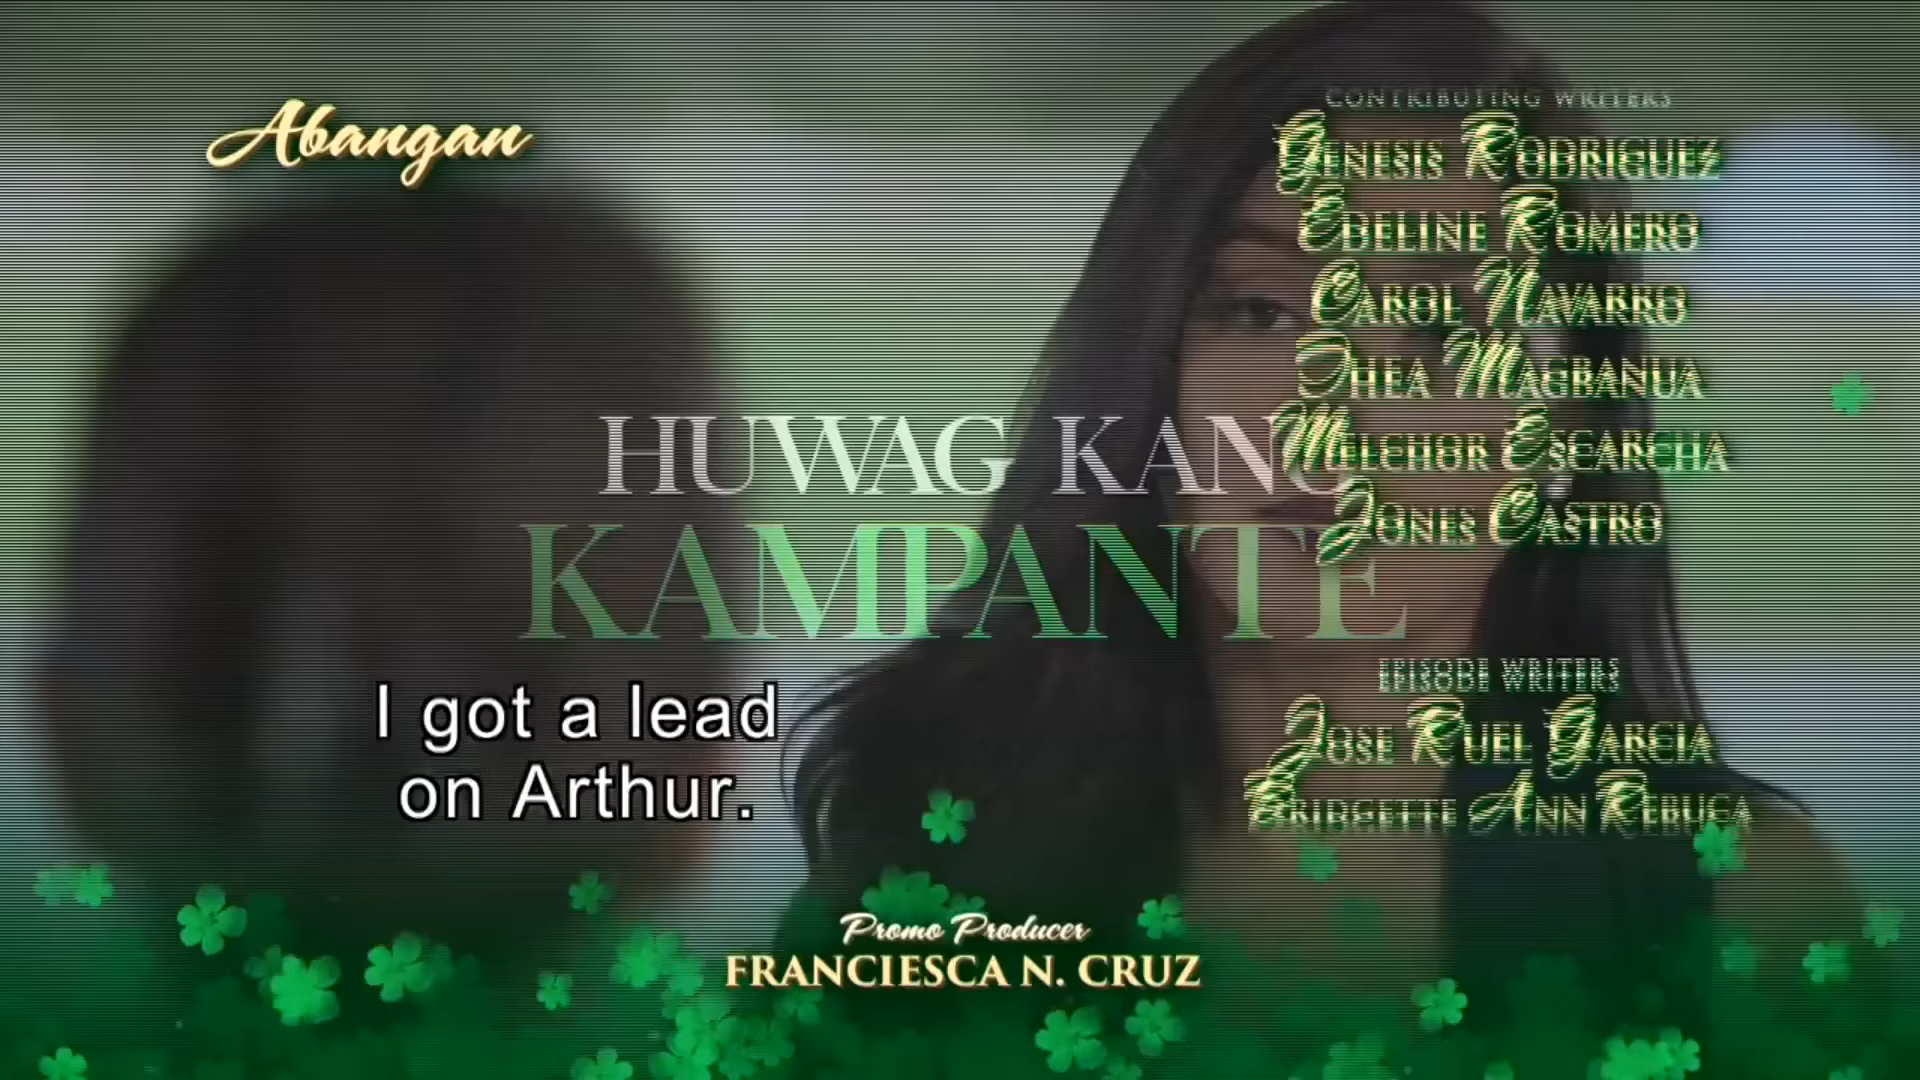 Abangan
CONTRIBUTING WRITERS
GENESIS RODRIGUEZ
EDELINE ROMERO
CAROL NAVARRO
THEA MAGBANUA
MELCHOR ESCARCHA
JONES CASTRO
HUWAG KANG
KAMPANTE
EPISODE WRITERS
JOSE RUEL GARCIA
BRIDGETTE ANN REBUCA
I got a lead
on Arthur.
Promo Producer
FRANCIESCA N. CRUZ